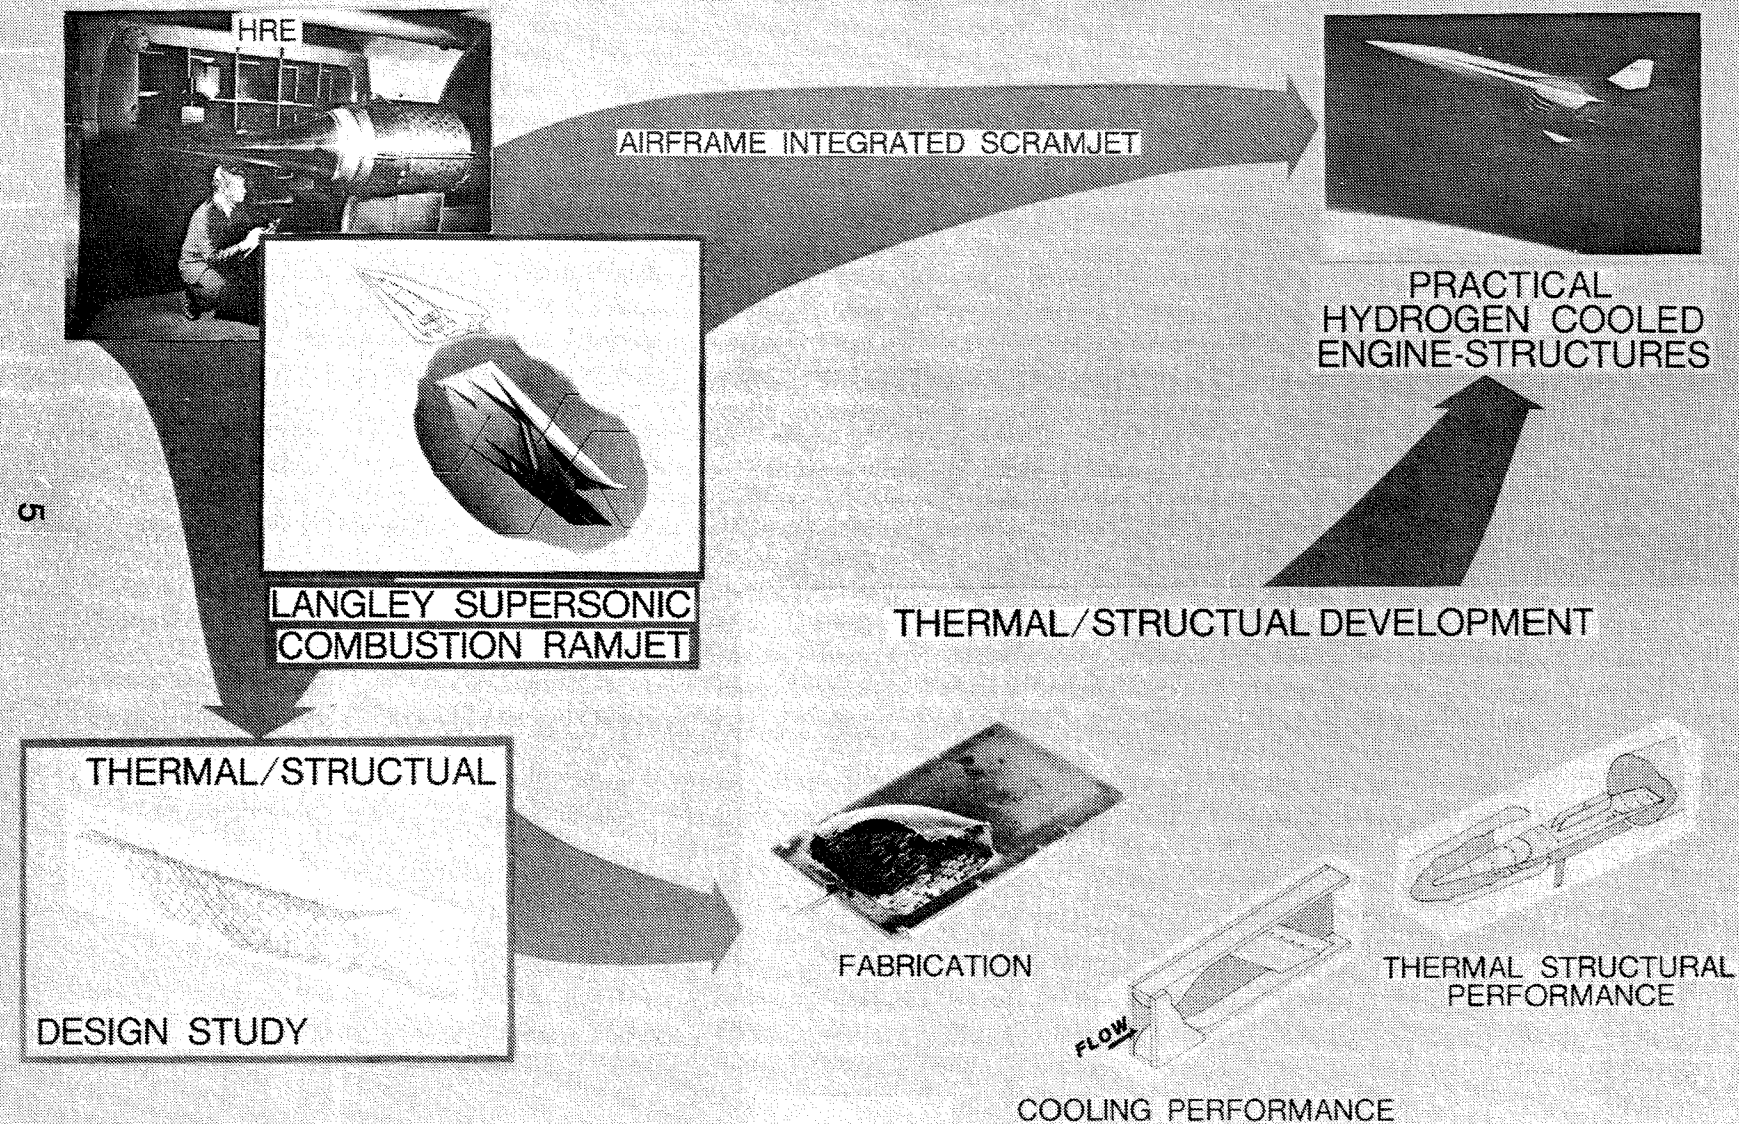 HRE
AIRFRAME INTEGRATED SCRAMJET
PRACTICAL
HYDROGEN COOLED
ENGINE-STRUCTURES
5
LANGLEY SUPERSONIC
COMBUSTION RAMJET
THERMAL/STRUCTUAL DEVELOPMENT
THERMAL/STRUCTUAL
DESIGN STUDY
FABRICATION
FLOW
THERMAL STRUCTURAL
PERFORMANCE
COOLING PERFORMANCE